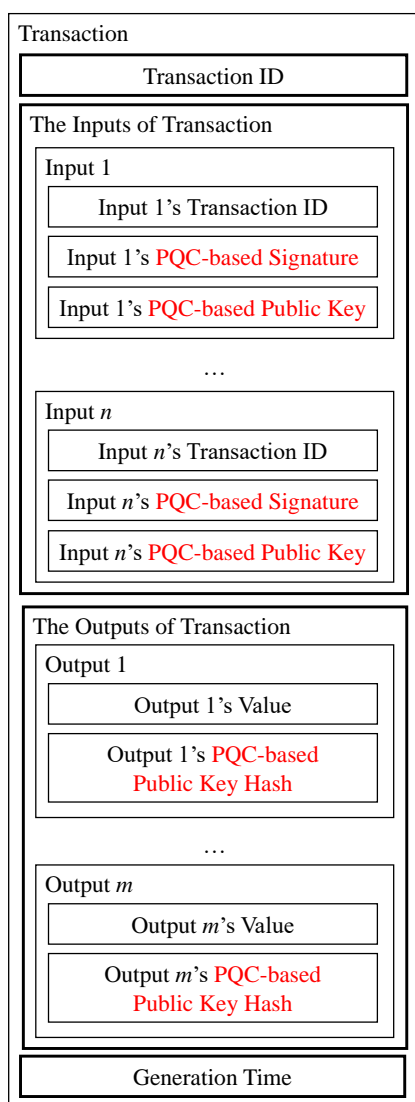 Transaction
Transaction ID
The Inputs of Transaction
Input 1
Input 1’s Transaction ID
Input 1’s PQC-based Signature
Input 1’s PQC-based Public Key
…
Input n
Input n’s Transaction ID
Input n’s PQC-based Signature
Input n’s PQC-based Public Key
The Outputs of Transaction
Output 1
Output 1’s Value
Output 1’s PQC-based
Public Key Hash
…
Output m
Output m’s Value
Output m’s PQC-based
Public Key Hash
Generation Time